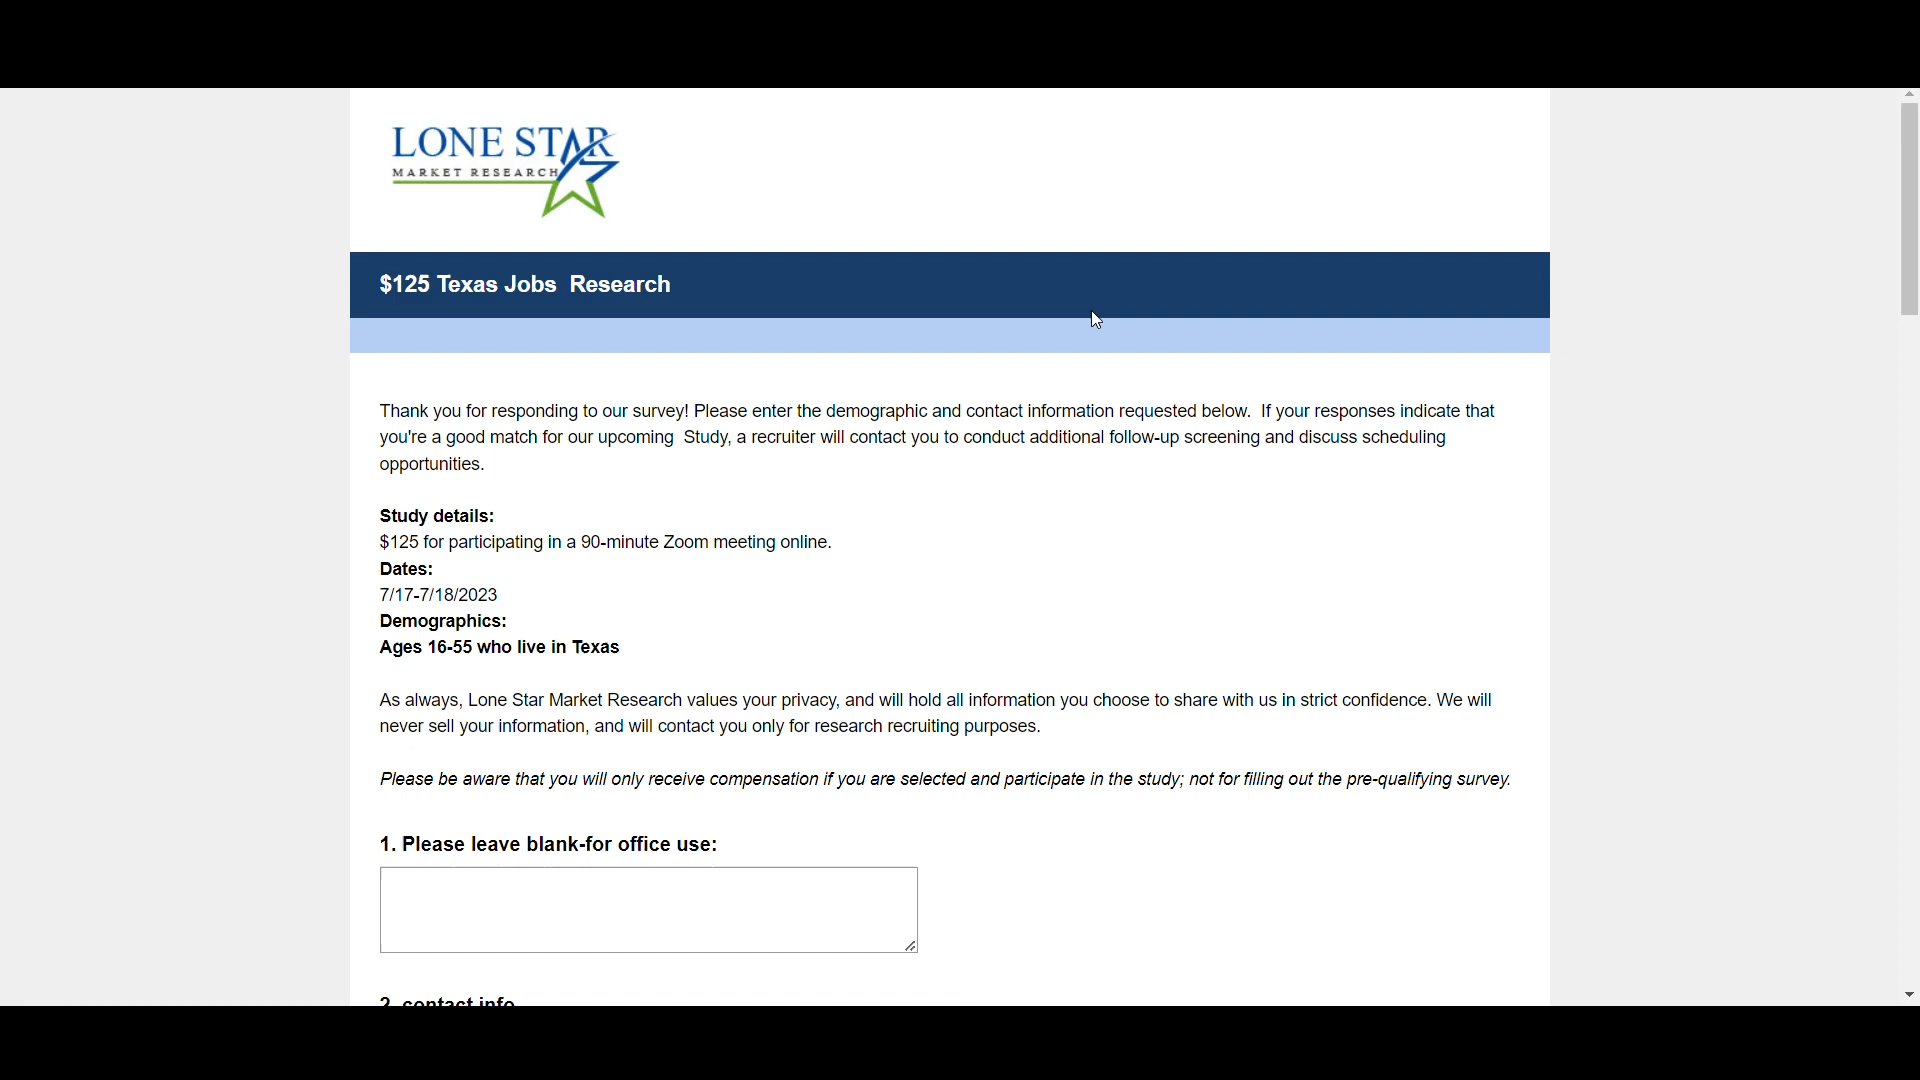 LONE STAR
MARKET RESEARCH
$125 Texas Jobs  Research
Thank you for responding to our survey! Please enter the demographic and contact information requested below.  If your responses indicate that
you're a good match for our upcoming  Study, a recruiter will contact you to conduct additional follow-up screening and discuss scheduling
opportunities.
Study details:
$125 for participating in a 90-minute Zoom meeting online.
Dates:
7/17-7/18/2023
Demographics:
Ages 16-55 who live in Texas
As always, Lone Star Market Research values your privacy, and will hold all information you choose to share with us in strict confidence. We will
never sell your information, and will contact you only for research recruiting purposes.
Please be aware that you will only receive compensation if you are selected and participate in the study; not for filling out the pre-qualifying survey.
1. Please leave blank-for office use:
2. contact info